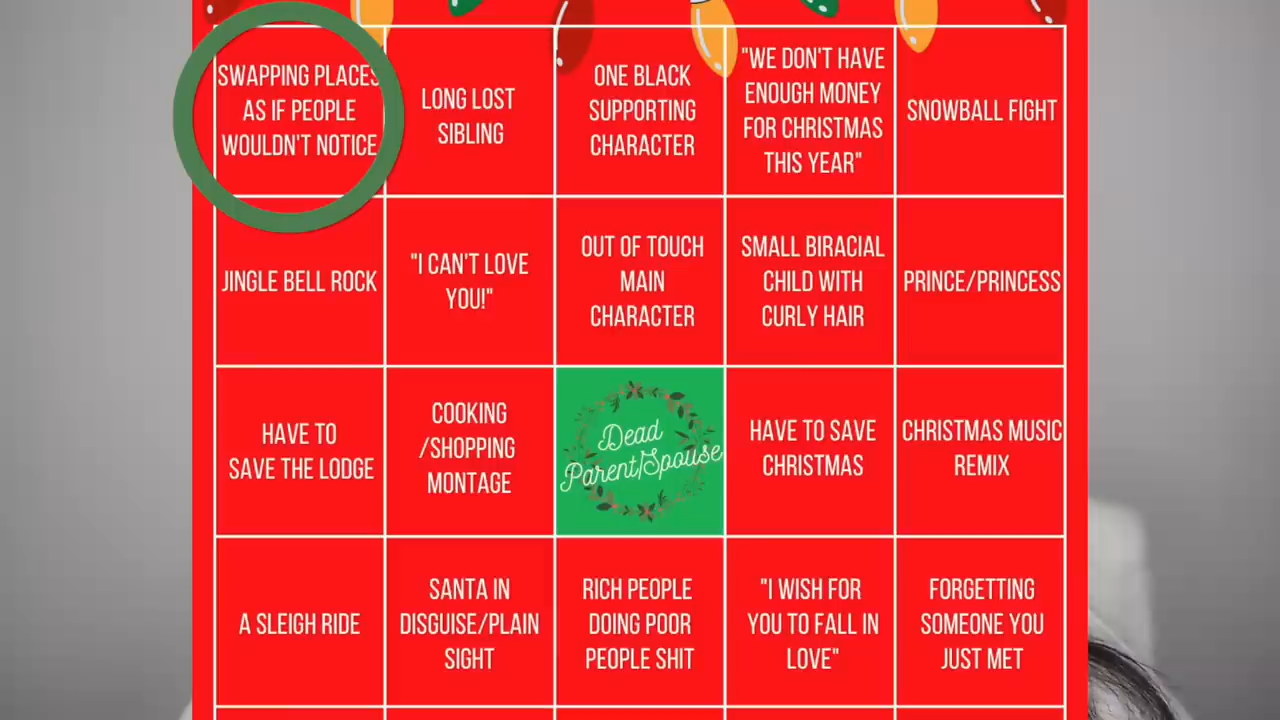 SWAPPING PLACES
AS IF PEOPLE
WOULDN'T NOTICE
LONG LOST
SIBLING
ONE BLACK
SUPPORTING
CHARACTER
"WE DON'T HAVE
ENOUGH MONEY
FOR CHRISTMAS
THIS YEAR"
SNOWBALL FIGHT
JINGLE BELL ROCK
"I CAN'T LOVE
YOU!"
OUT OF TOUCH
MAIN
CHARACTER
SMALL BIRACIAL
CHILD WITH
CURLY HAIR
PRINCE/PRINCESS
HAVE TO
SAVE THE LODGE
COOKING
/SHOPPING
MONTAGE
Dead
Parent/Spouse
HAVE TO SAVE
CHRISTMAS
CHRISTMAS MUSIC
REMIX
A SLEIGH RIDE
SANTA IN
DISGUISE/PLAIN
SIGHT
RICH PEOPLE
DOING POOR
PEOPLE SHIT
"I WISH FOR
YOU TO FALL IN
LOVE"
FORGETTING
SOMEONE YOU
JUST MET